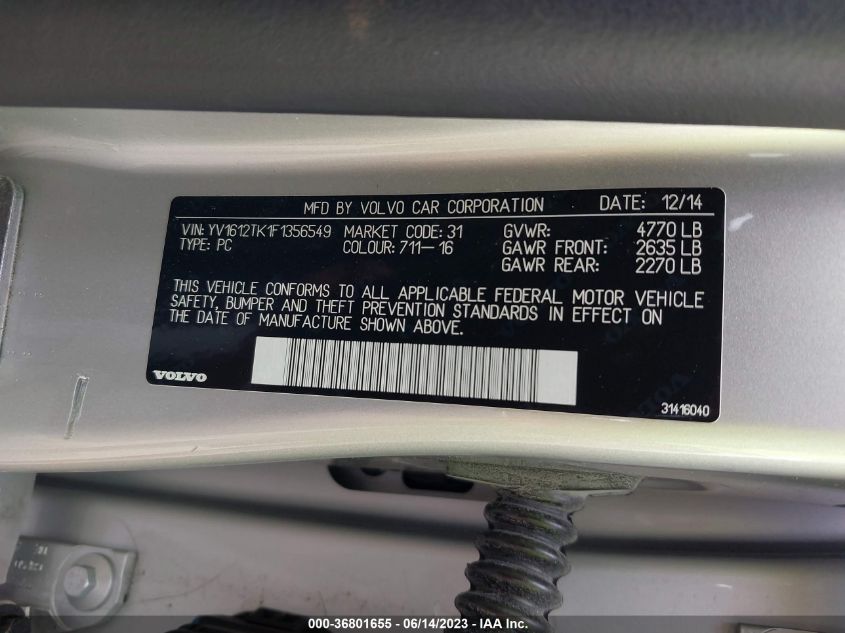 MFD BY VOLVO CAR CORPORATION DATE: 12/14
VIN: YV1612TK1F1356549 MARKET CODE: 31 GVWR: 4770 LB
TYPE: PC COLOUR: 711-16 GAWR FRONT: 2635 LB
GAWR REAR: 2270 LB
THIS VEHICLE CONFORMS TO ALL APPLICABLE FEDERAL MOTOR VEHICLE
SAFETY, BUMPER AND THEFT PREVENTION STANDARDS IN EFFECT ON
THE DATE OF MANUFACTURE SHOWN ABOVE.
VOLVO
31416040
000-36801655 - 06/14/2023 - IAA Inc.